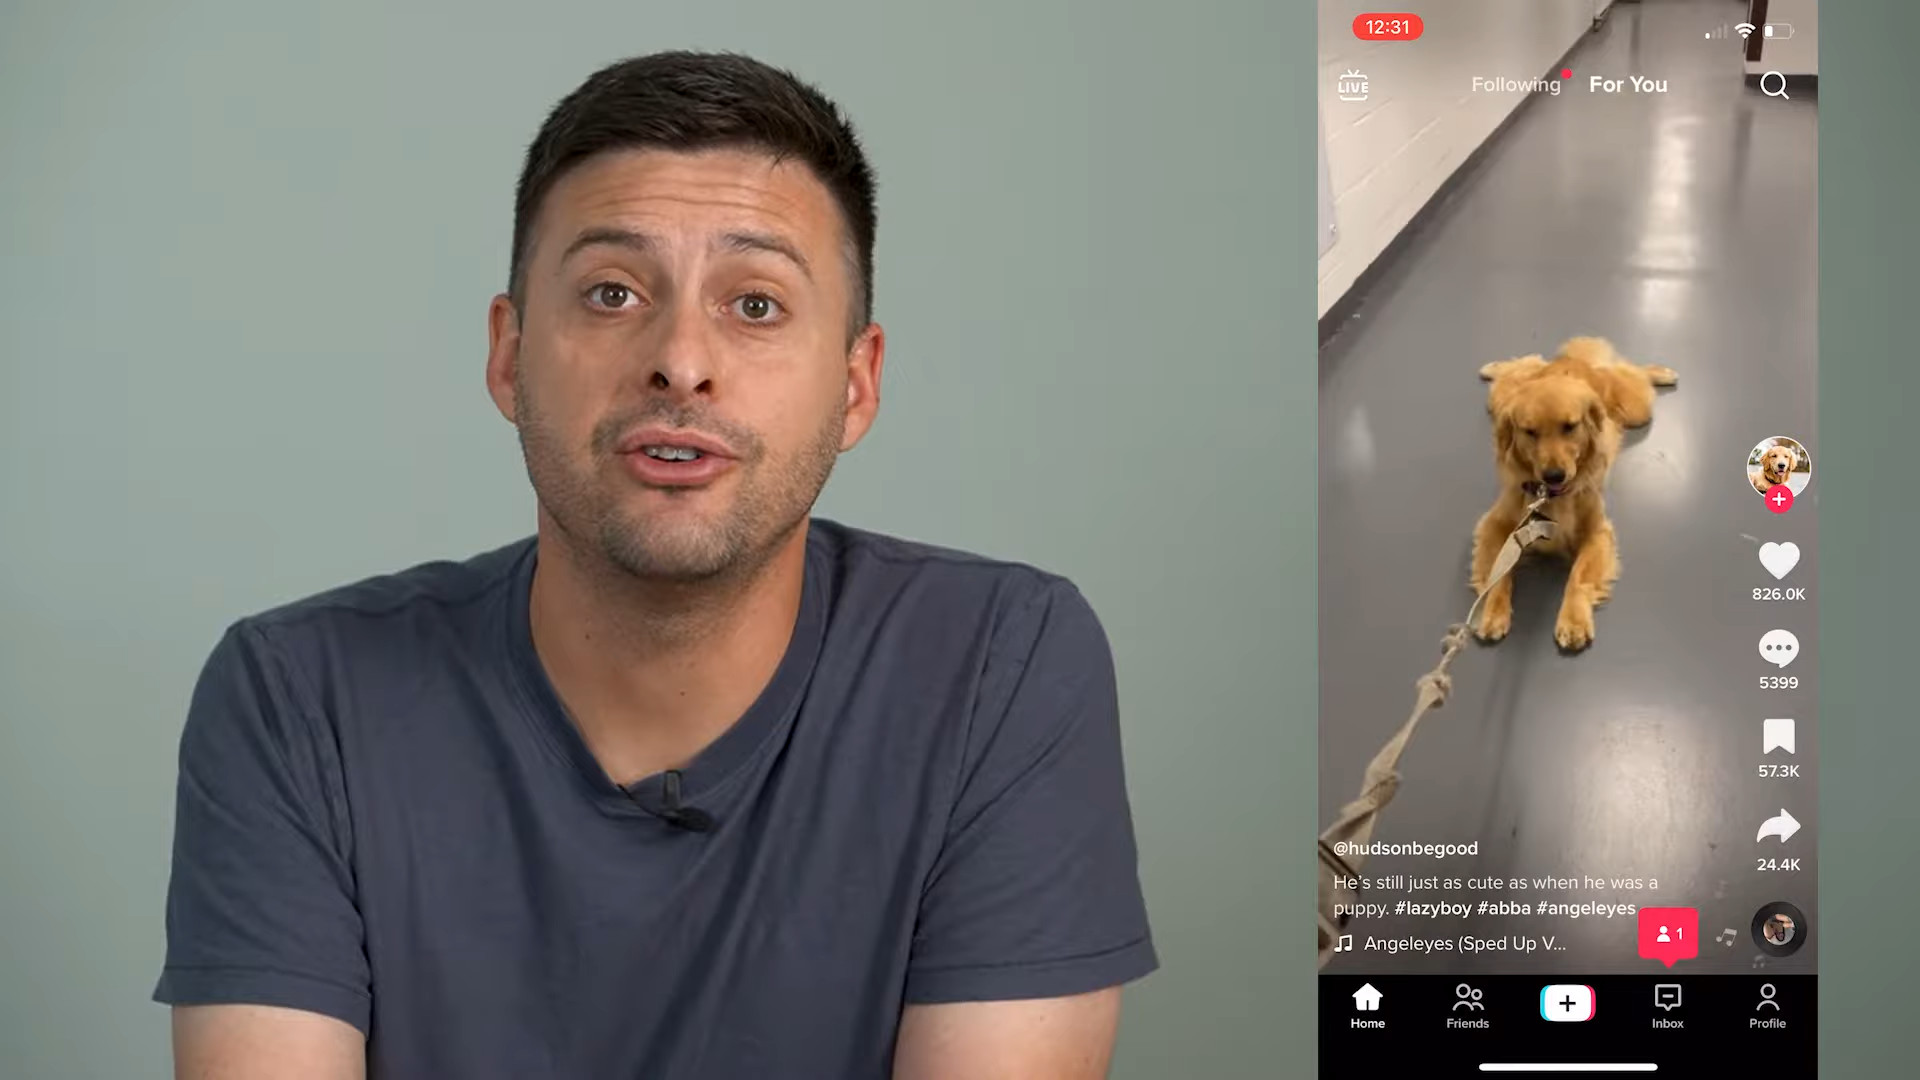 12:31
LIVE
Following
For You
826.0K
5399
57.3K
24.4K
@hudsonbegood
He's still just as cute as when he was a
puppy. #lazyboy #abba #angeleyes
Angeleyes (Sped Up V...
1
Home
Friends
Inbox
Profile